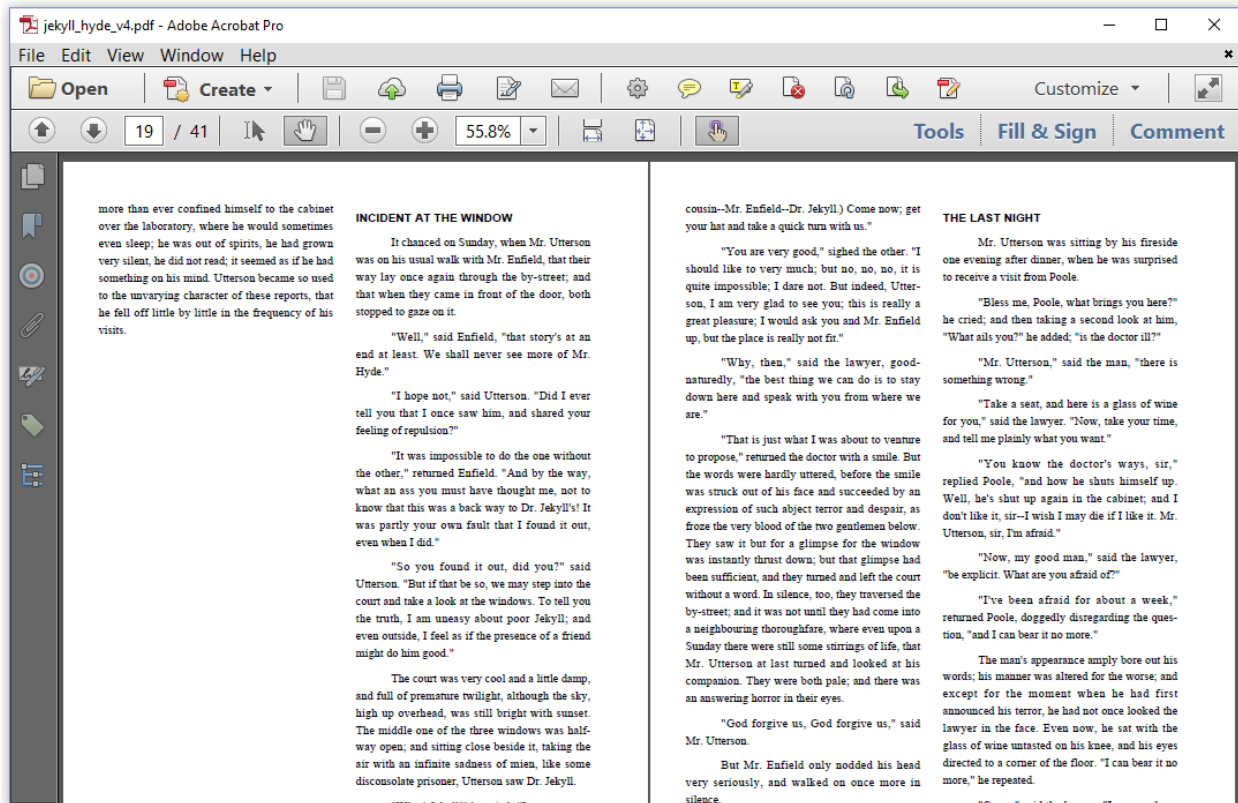 jekyll_hyde_v4.pdf - Adobe Acrobat Pro
File Edit View Window Help
Open Create Customize
19 / 41 55.8% Tools Fill & Sign Comment
more than ever confined himself to the cabinet
over the laboratory, where he would sometimes
even sleep; he was out of spirits, he had grown
very silent, he did not read; it seemed as if he had
something on his mind. Utterson became so used
to the unvarying character of these reports, that
he fell off little by little in the frequency of his
visits.
INCIDENT AT THE WINDOW
It chanced on Sunday, when Mr. Utterson
was on his usual walk with Mr. Enfield, that their
way lay once again through the by-street; and
that when they came in front of the door, both
stopped to gaze on it.
"Well," said Enfield, "that story's at an
end at least. We shall never see more of Mr.
Hyde."
"I hope not," said Utterson. "Did I ever
tell you that I once saw him, and shared your
feeling of repulsion?"
"It was impossible to do the one without
the other," returned Enfield. "And by the way,
what an ass you must have thought me, not to
know that this was a back way to Dr. Jekyll's! It
was partly your own fault that I found it out,
even when I did."
"So you found it out, did you?" said
Utterson. "But if that be so, we may step into the
court and take a look at the windows. To tell you
the truth, I am uneasy about poor Jekyll; and
even outside, I feel as if the presence of a friend
might do him good."
The court was very cool and a little damp,
and full of premature twilight, although the sky,
high up overhead, was still bright with sunset.
The middle one of the three windows was half-
way open; and sitting close beside it, taking the
air with an infinite sadness of mien, like some
disconsolate prisoner, Utterson saw Dr. Jekyll.
cousin--Mr. Enfield--Dr. Jekyll.) Come now; get
your hat and take a quick turn with us."
"You are very good," sighed the other. "I
should like to very much; but no, no, no, it is
quite impossible; I dare not. But indeed, Utter-
son, I am very glad to see you; this is really a
great pleasure; I would ask you and Mr. Enfield
up, but the place is really not fit."
"Why, then," said the lawyer, good-
naturedly, "the best thing we can do is to stay
down here and speak with you from where we
are."
"That is just what I was about to venture
to propose," returned the doctor with a smile. But
the words were hardly uttered, before the smile
was struck out of his face and succeeded by an
expression of such abject terror and despair, as
froze the very blood of the two gentlemen below.
They saw it but for a glimpse for the window
was instantly thrust down; but that glimpse had
been sufficient, and they turned and left the court
without a word. In silence, too, they traversed the
by-street; and it was not until they had come into
a neighbouring thoroughfare, where even upon a
Sunday there were still some stirrings of life, that
Mr. Utterson at last turned and looked at his
companion. They were both pale; and there was
an answering horror in their eyes.
"God forgive us, God forgive us," said
Mr. Utterson.
But Mr. Enfield only nodded his head
very seriously, and walked on once more in
silence.
THE LAST NIGHT
Mr. Utterson was sitting by his fireside
one evening after dinner, when he was surprised
to receive a visit from Poole.
"Bless me, Poole, what brings you here?"
he cried; and then taking a second look at him,
"What ails you?" he added; "is the doctor ill?"
"Mr. Utterson," said the man, "there is
something wrong."
"Take a seat, and here is a glass of wine
for you," said the lawyer. "Now, take your time,
and tell me plainly what you want."
"You know the doctor's ways, sir,"
replied Poole, "and how he shuts himself up.
Well, he's shut up again in the cabinet; and I
don't like it, sir--I wish I may die if I like it. Mr.
Utterson, sir, I'm afraid."
"Now, my good man," said the lawyer,
"be explicit. What are you afraid of?"
"I've been afraid for about a week,"
returned Poole, doggedly disregarding the ques-
tion, "and I can bear it no more."
The man's appearance amply bore out his
words; his manner was altered for the worse; and
except for the moment when he had first
announced his terror, he had not once looked the
lawyer in the face. Even now, he sat with the
glass of wine untasted on his knee, and his eyes
directed to a corner of the floor. "I can bear it no
more," he repeated.